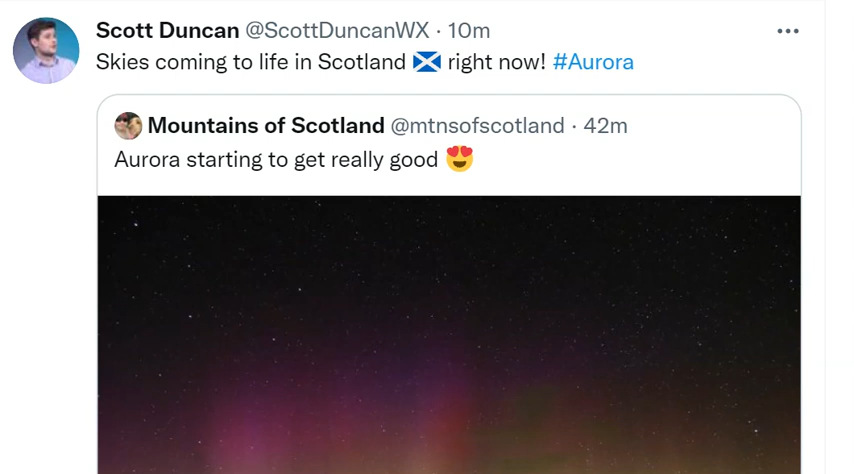 Scott Duncan @ScottDuncanWX · 10m
Skies coming to life in Scotland 🏴󠁧󠁢󠁳󠁣󠁴󠁿 right now! #Aurora
Mountains of Scotland @mtnsofscotland · 42m
Aurora starting to get really good 😍